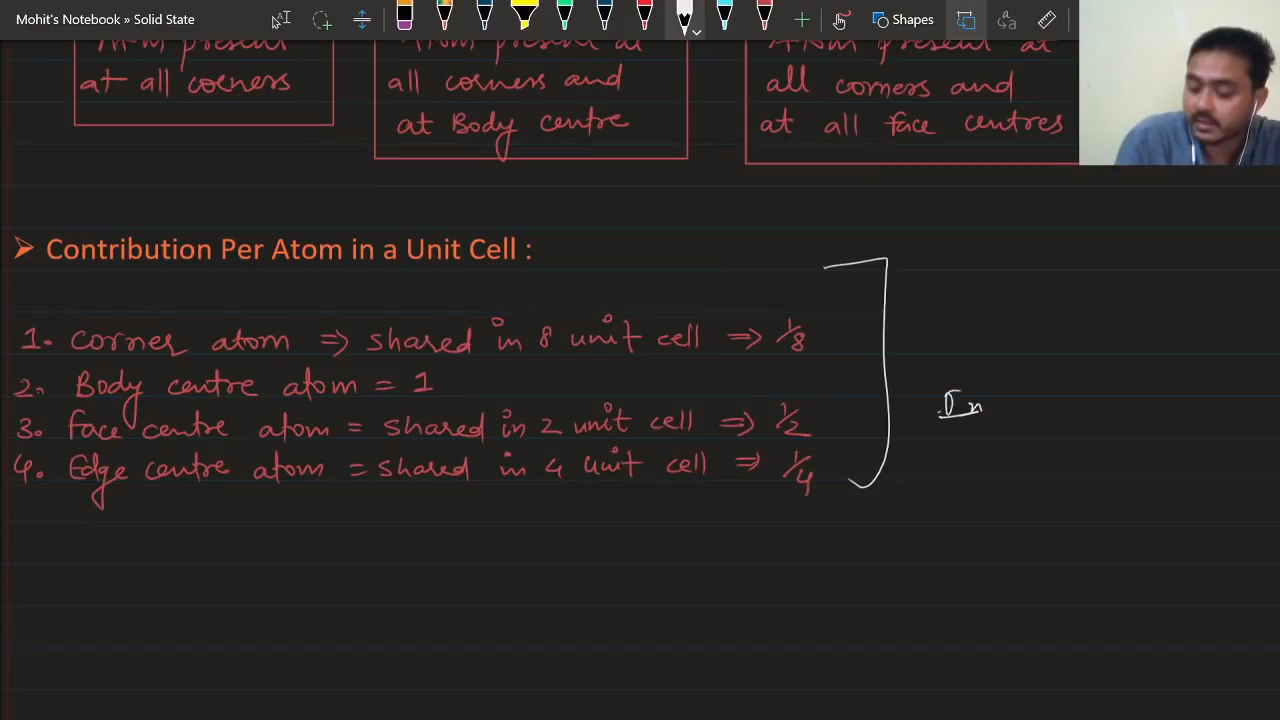 Mohit's Notebook » Solid State
Shapes
at all corners
all corners and
at Body centre
all corners and
at all face centres
➢ Contribution Per Atom in a Unit Cell :
1. Corner atom ⇒ shared in 8 unit cell ⇒ 1/8
2. Body centre atom = 1
3. Face centre atom = shared in 2 unit cell ⇒ 1/2
4. Edge centre atom = shared in 4 unit cell ⇒ 1/4